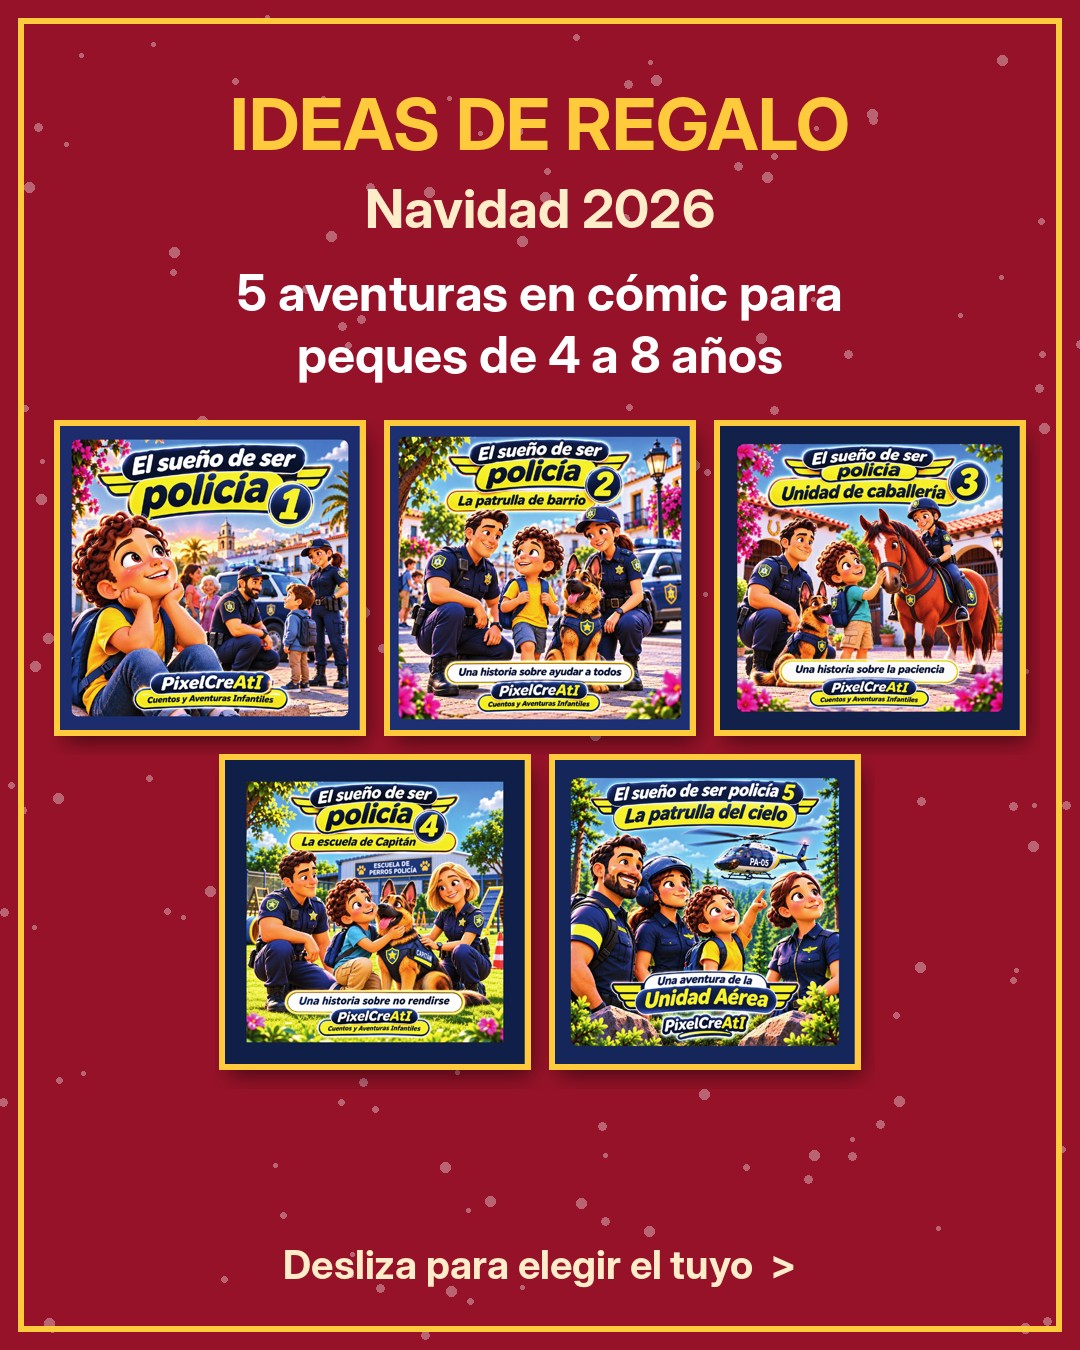 IDEAS DE REGALO
Navidad 2026
5 aventuras en cómic para
peques de 4 a 8 años
El sueño de ser
policía 1
PixelCreAtI
Cuentos y Aventuras Infantiles
El sueño de ser
policía 2
La patrulla de barrio
Una historia sobre ayudar a todos
PixelCreAtI
Cuentos y Aventuras Infantiles
El sueño de ser
policía 3
Unidad de caballería
Una historia sobre la paciencia
PixelCreAtI
Cuentos y Aventuras Infantiles
El sueño de ser
policía 4
La escuela de Capitán
ESCUELA DE
PERROS POLICÍA
CAPITÁN
Una historia sobre no rendirse
PixelCreAtI
Cuentos y Aventuras Infantiles
El sueño de ser policía 5
La patrulla del cielo
PA-05
Una aventura de la
Unidad Aérea
PixelCreAtI
Desliza para elegir el tuyo >